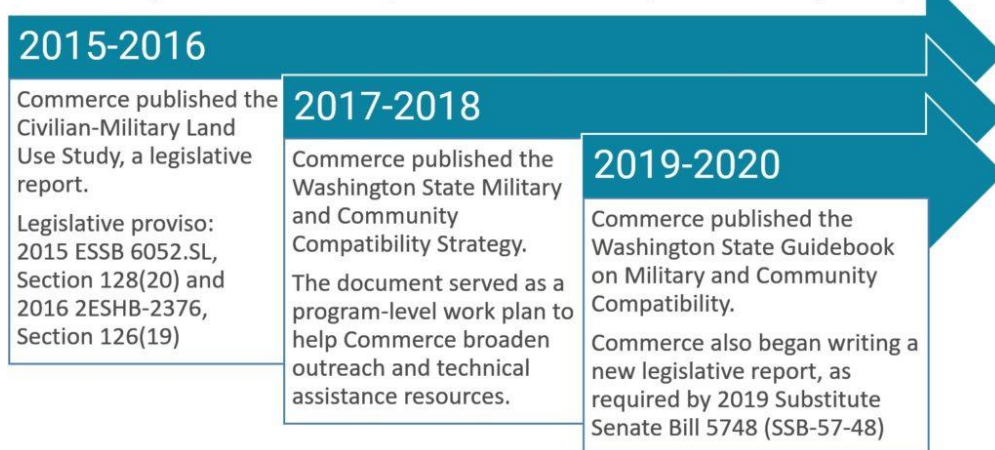 2015-2016
Commerce published the
Civilian-Military Land
Use Study, a legislative
report.
Legislative proviso:
2015 ESSB 6052.SL,
Section 128(20) and
2016 2ESHB-2376,
Section 126(19)
2017-2018
Commerce published the
Washington State Military
and Community
Compatibility Strategy.
The document served as a
program-level work plan to
help Commerce broaden
outreach and technical
assistance resources.
2019-2020
Commerce published the
Washington State Guidebook
on Military and Community
Compatibility.
Commerce also began writing a
new legislative report, as
required by 2019 Substitute
Senate Bill 5748 (SSB-57-48)